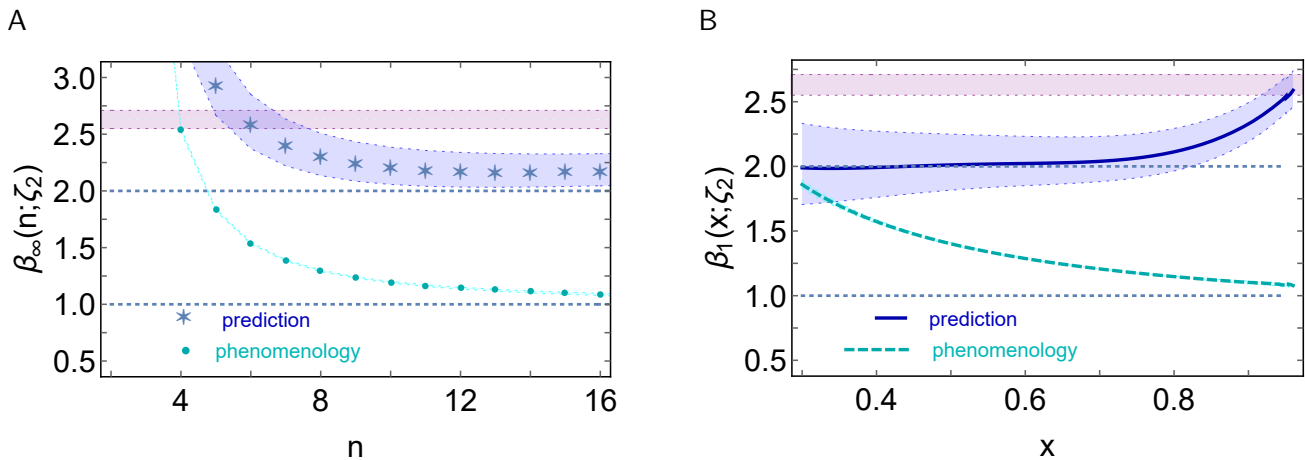 A
B
3.0
2.5
2.0
1.5
1.0
0.5
β∞(n;ζ2)
prediction
phenomenology
4
8
12
16
n
2.5
2.0
1.5
1.0
0.5
β1(x;ζ2)
prediction
phenomenology
0.4
0.6
0.8
x